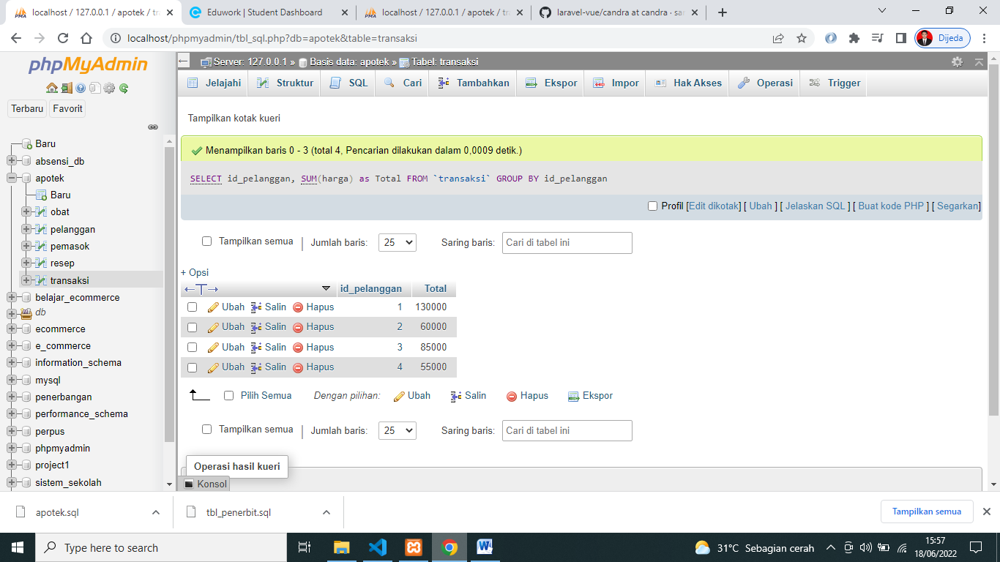 localhost / 127.0.0.1 / apotek / tr
Eduwork | Student Dashboard
localhost / 127.0.0.1 / apotek / tr
laravel-vue/candra at candra · sa
localhost/phpmyadmin/tbl_sql.php?db=apotek&table=transaksi
Dijeda
phpMyAdmin
Terbaru
Favorit
Baru
absensi_db
apotek
Baru
obat
pelanggan
pemasok
resep
transaksi
belajar_ecommerce
db
ecommerce
e_commerce
information_schema
mysql
penerbangan
performance_schema
perpus
phpmyadmin
project1
sistem_sekolah
Server: 127.0.0.1 » Basis data: apotek » Tabel: transaksi
Jelajahi Struktur SQL Cari Tambahkan Ekspor Impor Hak Akses Operasi Trigger
Tampilkan kotak kueri
Menampilkan baris 0 - 3 (total 4, Pencarian dilakukan dalam 0,0009 detik.)
SELECT id_pelanggan, SUM(harga) as Total FROM `transaksi` GROUP BY id_pelanggan
Profil [Edit dikotak] [ Ubah ] [ Jelaskan SQL ] [ Buat kode PHP ] [ Segarkan]
Tampilkan semua | Jumlah baris: 25 Saring baris: Cari di tabel ini
+ Opsi
←T→ id_pelanggan Total
Ubah Salin Hapus 1 130000
Ubah Salin Hapus 2 60000
Ubah Salin Hapus 3 85000
Ubah Salin Hapus 4 55000
Pilih Semua Dengan pilihan: Ubah Salin Hapus Ekspor
Tampilkan semua | Jumlah baris: 25 Saring baris: Cari di tabel ini
Operasi hasil kueri
Konsol
apotek.sql
tbl_penerbit.sql
Tampilkan semua
Type here to search
31°C Sebagian cerah
15:57
18/06/2022